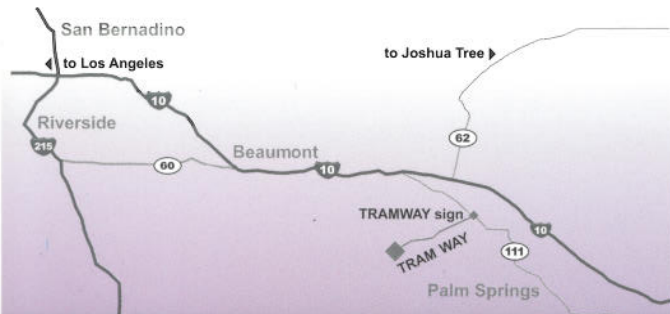 San Bernadino
to Los Angeles
to Joshua Tree
10
Riverside
215
62
60
Beaumont
10
TRAMWAY sign
TRAM WAY
10
111
Palm Springs